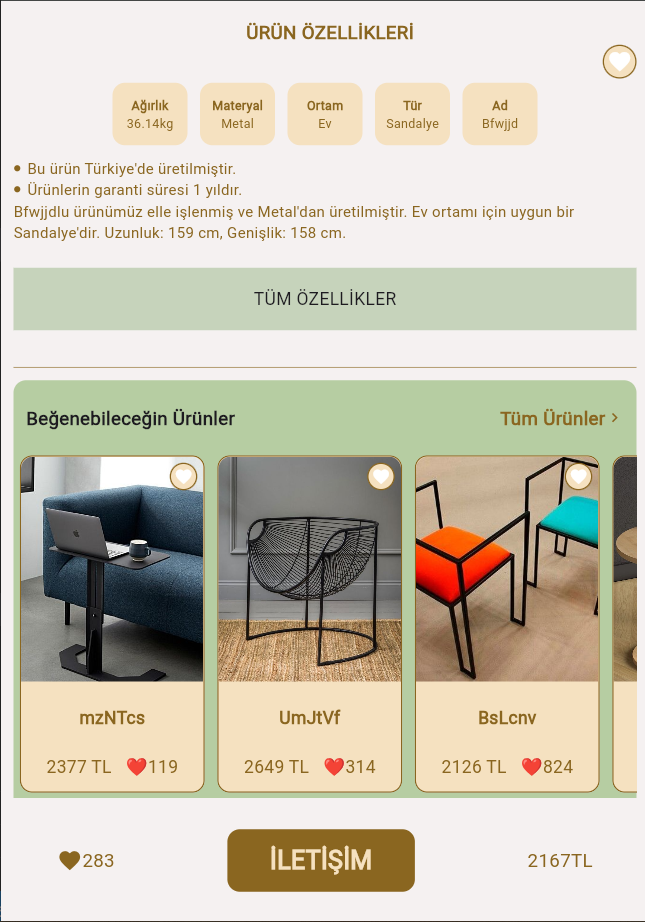 ÜRÜN ÖZELLİKLERİ
Ağırlık
36.14kg
Materyal
Metal
Ortam
Ev
Tür
Sandalye
Ad
Bfwjjd
• Bu ürün Türkiye'de üretilmiştir.
• Ürünlerin garanti süresi 1 yıldır.
Bfwjjdlu ürünümüz elle işlenmiş ve Metal'dan üretilmiştir. Ev ortamı için uygun bir
Sandalye'dir. Uzunluk: 159 cm, Genişlik: 158 cm.
TÜM ÖZELLİKLER
Beğenebileceğin Ürünler
Tüm Ürünler >
mzNTcs
2377 TL ❤️119
UmJtVf
2649 TL ❤️314
BsLcnv
2126 TL ❤️824
283
İLETİŞİM
2167TL